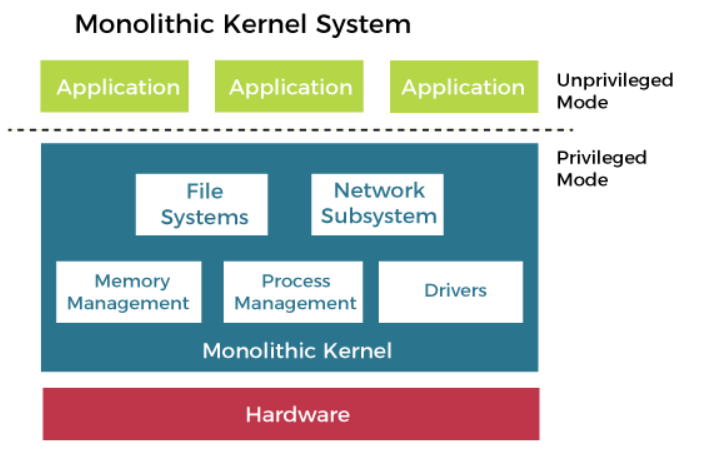 Monolithic Kernel System
Application
Application
Application
Unprivileged
Mode
Privileged
Mode
File
Systems
Network
Subsystem
Memory
Management
Process
Management
Drivers
Monolithic Kernel
Hardware